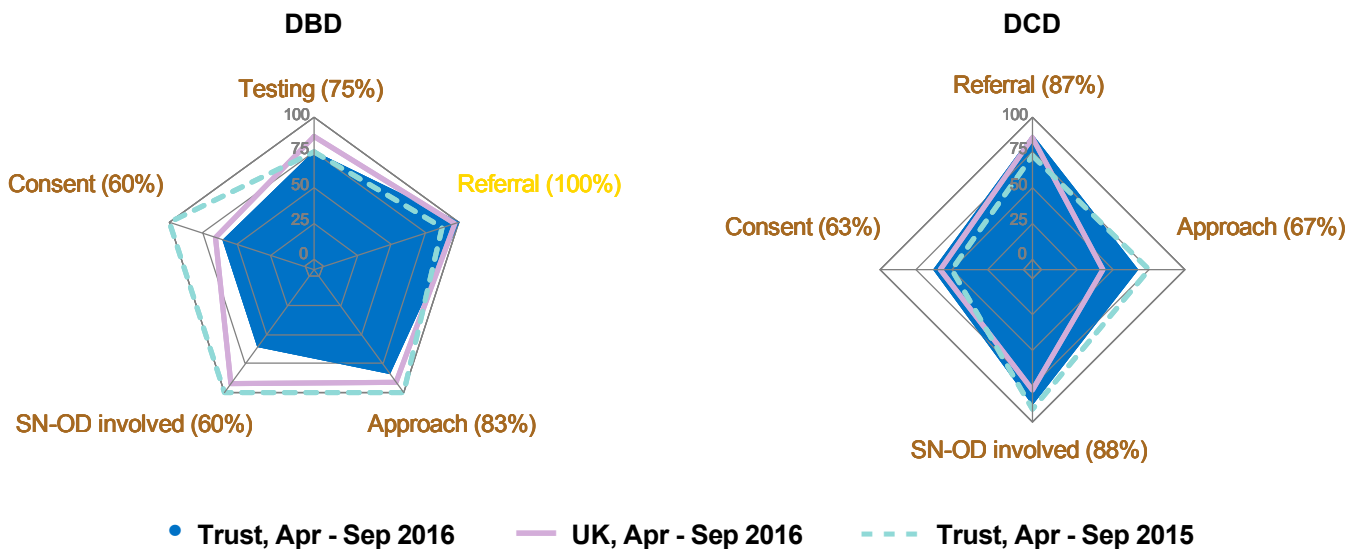 DBD
Testing (75%)
100
75
50
25
0
Consent (60%)
Referral (100%)
SN-OD involved (60%)
Approach (83%)
DCD
Referral (87%)
100
75
50
25
0
Consent (63%)
Approach (67%)
SN-OD involved (88%)
Trust, Apr - Sep 2016
UK, Apr - Sep 2016
Trust, Apr - Sep 2015